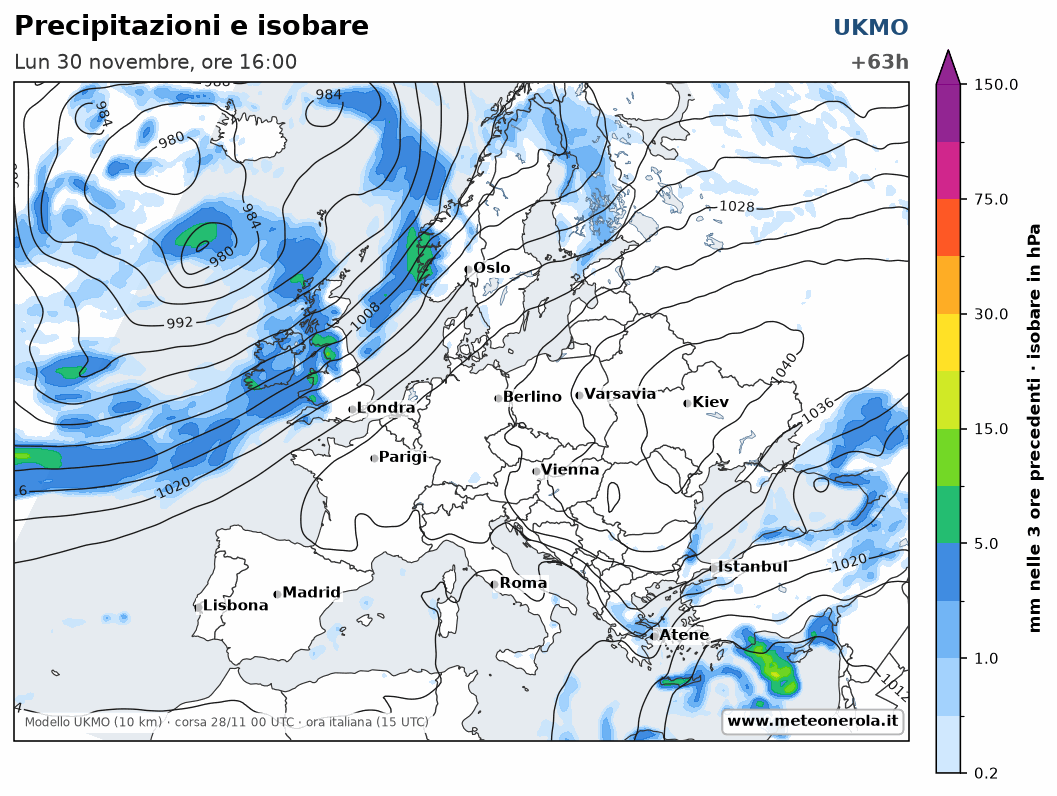 Precipitazioni e isobare
UKMO
Lun 30 novembre, ore 16:00
+63h
984
984
980
984
980
992
1008
1028
1040
1036
1020
1020
1012
Oslo
Londra
Berlino
Varsavia
Kiev
Parigi
Vienna
Istanbul
Roma
Madrid
Lisbona
Atene
Modello UKMO (10 km) · corsa 28/11 00 UTC · ora italiana (15 UTC)
www.meteonerola.it
150.0
75.0
30.0
15.0
5.0
1.0
0.2
mm nelle 3 ore precedenti · isobare in hPa